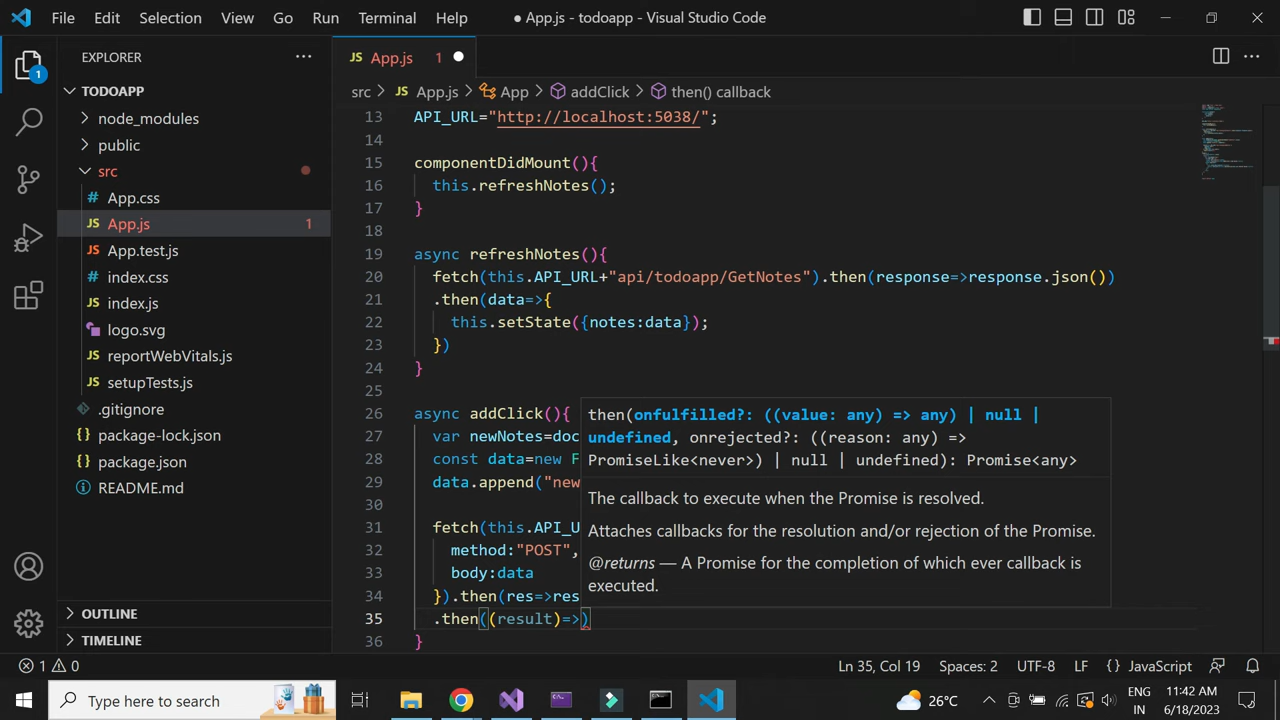 File Edit Selection View Go Run Terminal Help ● App.js - todoapp - Visual Studio Code
EXPLORER
1
TODOAPP
node_modules
public
src
# App.css
JS App.js 1
JS App.test.js
# index.css
JS index.js
logo.svg
JS reportWebVitals.js
JS setupTests.js
.gitignore
package-lock.json
package.json
README.md
OUTLINE
TIMELINE
JS App.js 1
src > JS App.js > App > addClick > then() callback
13 API_URL="http://localhost:5038/";
14
15 componentDidMount(){
16 this.refreshNotes();
17 }
18
19 async refreshNotes(){
20 fetch(this.API_URL+"api/todoapp/GetNotes").then(response=>response.json())
21 .then(data=>{
22 this.setState({notes:data});
23 })
24 }
25
26 async addClick(){
27 var newNotes=doc
28 const data=new F
29 data.append("new
30
31 fetch(this.API_U
32 method:"POST",
33 body:data
34 }).then(res=>res
35 .then((result)=>)
36 }
then(onfulfilled?: ((value: any) => any) | null |
undefined, onrejected?: ((reason: any) =>
PromiseLike<never>) | null | undefined): Promise<any>
The callback to execute when the Promise is resolved.
Attaches callbacks for the resolution and/or rejection of the Promise.
@returns — A Promise for the completion of which ever callback is
executed.
1 0 Ln 35, Col 19 Spaces: 2 UTF-8 LF {} JavaScript
Type here to search
26°C
ENG
IN
11:42 AM
6/18/2023